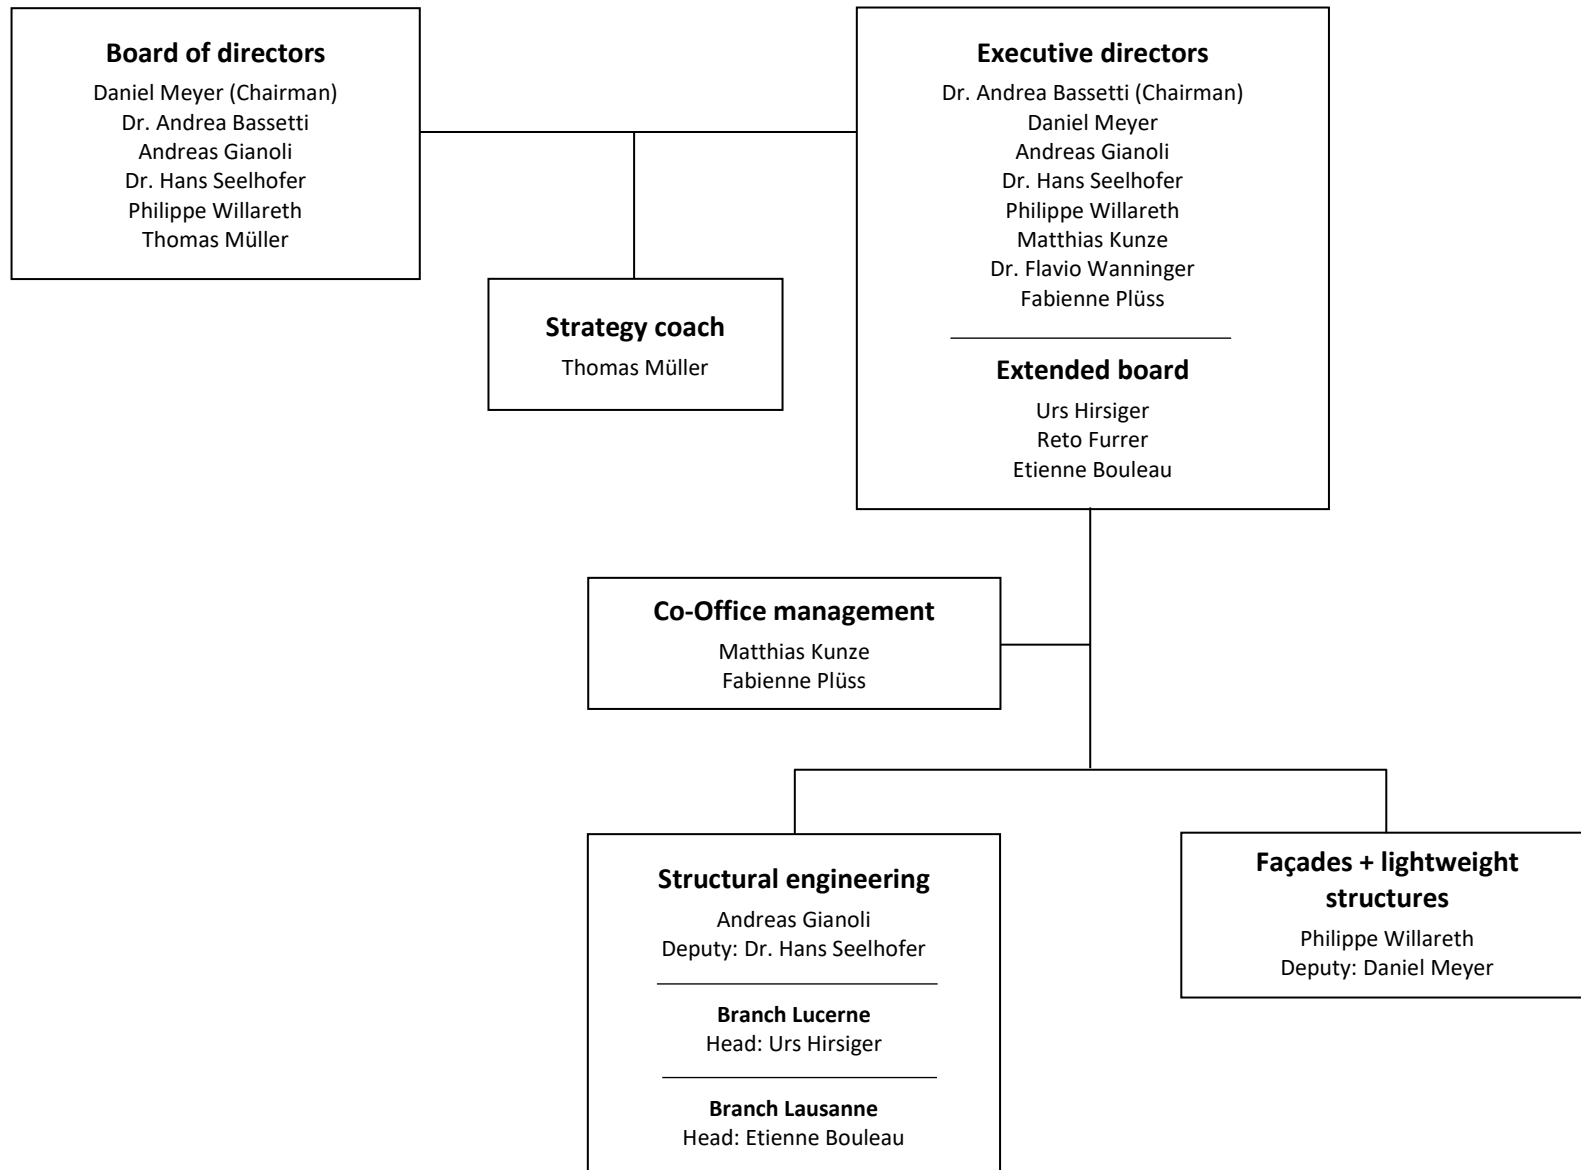 Board of directors
Daniel Meyer (Chairman)
Dr. Andrea Bassetti
Andreas Gianoli
Dr. Hans Seelhofer
Philippe Willareth
Thomas Müller
Executive directors
Dr. Andrea Bassetti (Chairman)
Daniel Meyer
Andreas Gianoli
Dr. Hans Seelhofer
Philippe Willareth
Matthias Kunze
Dr. Flavio Wanninger
Fabienne Plüss
Extended board
Urs Hirsiger
Reto Furrer
Etienne Bouleau
Strategy coach
Thomas Müller
Co-Office management
Matthias Kunze
Fabienne Plüss
Structural engineering
Andreas Gianoli
Deputy: Dr. Hans Seelhofer
Branch Lucerne
Head: Urs Hirsiger
Branch Lausanne
Head: Etienne Bouleau
Façades + lightweight
structures
Philippe Willareth
Deputy: Daniel Meyer